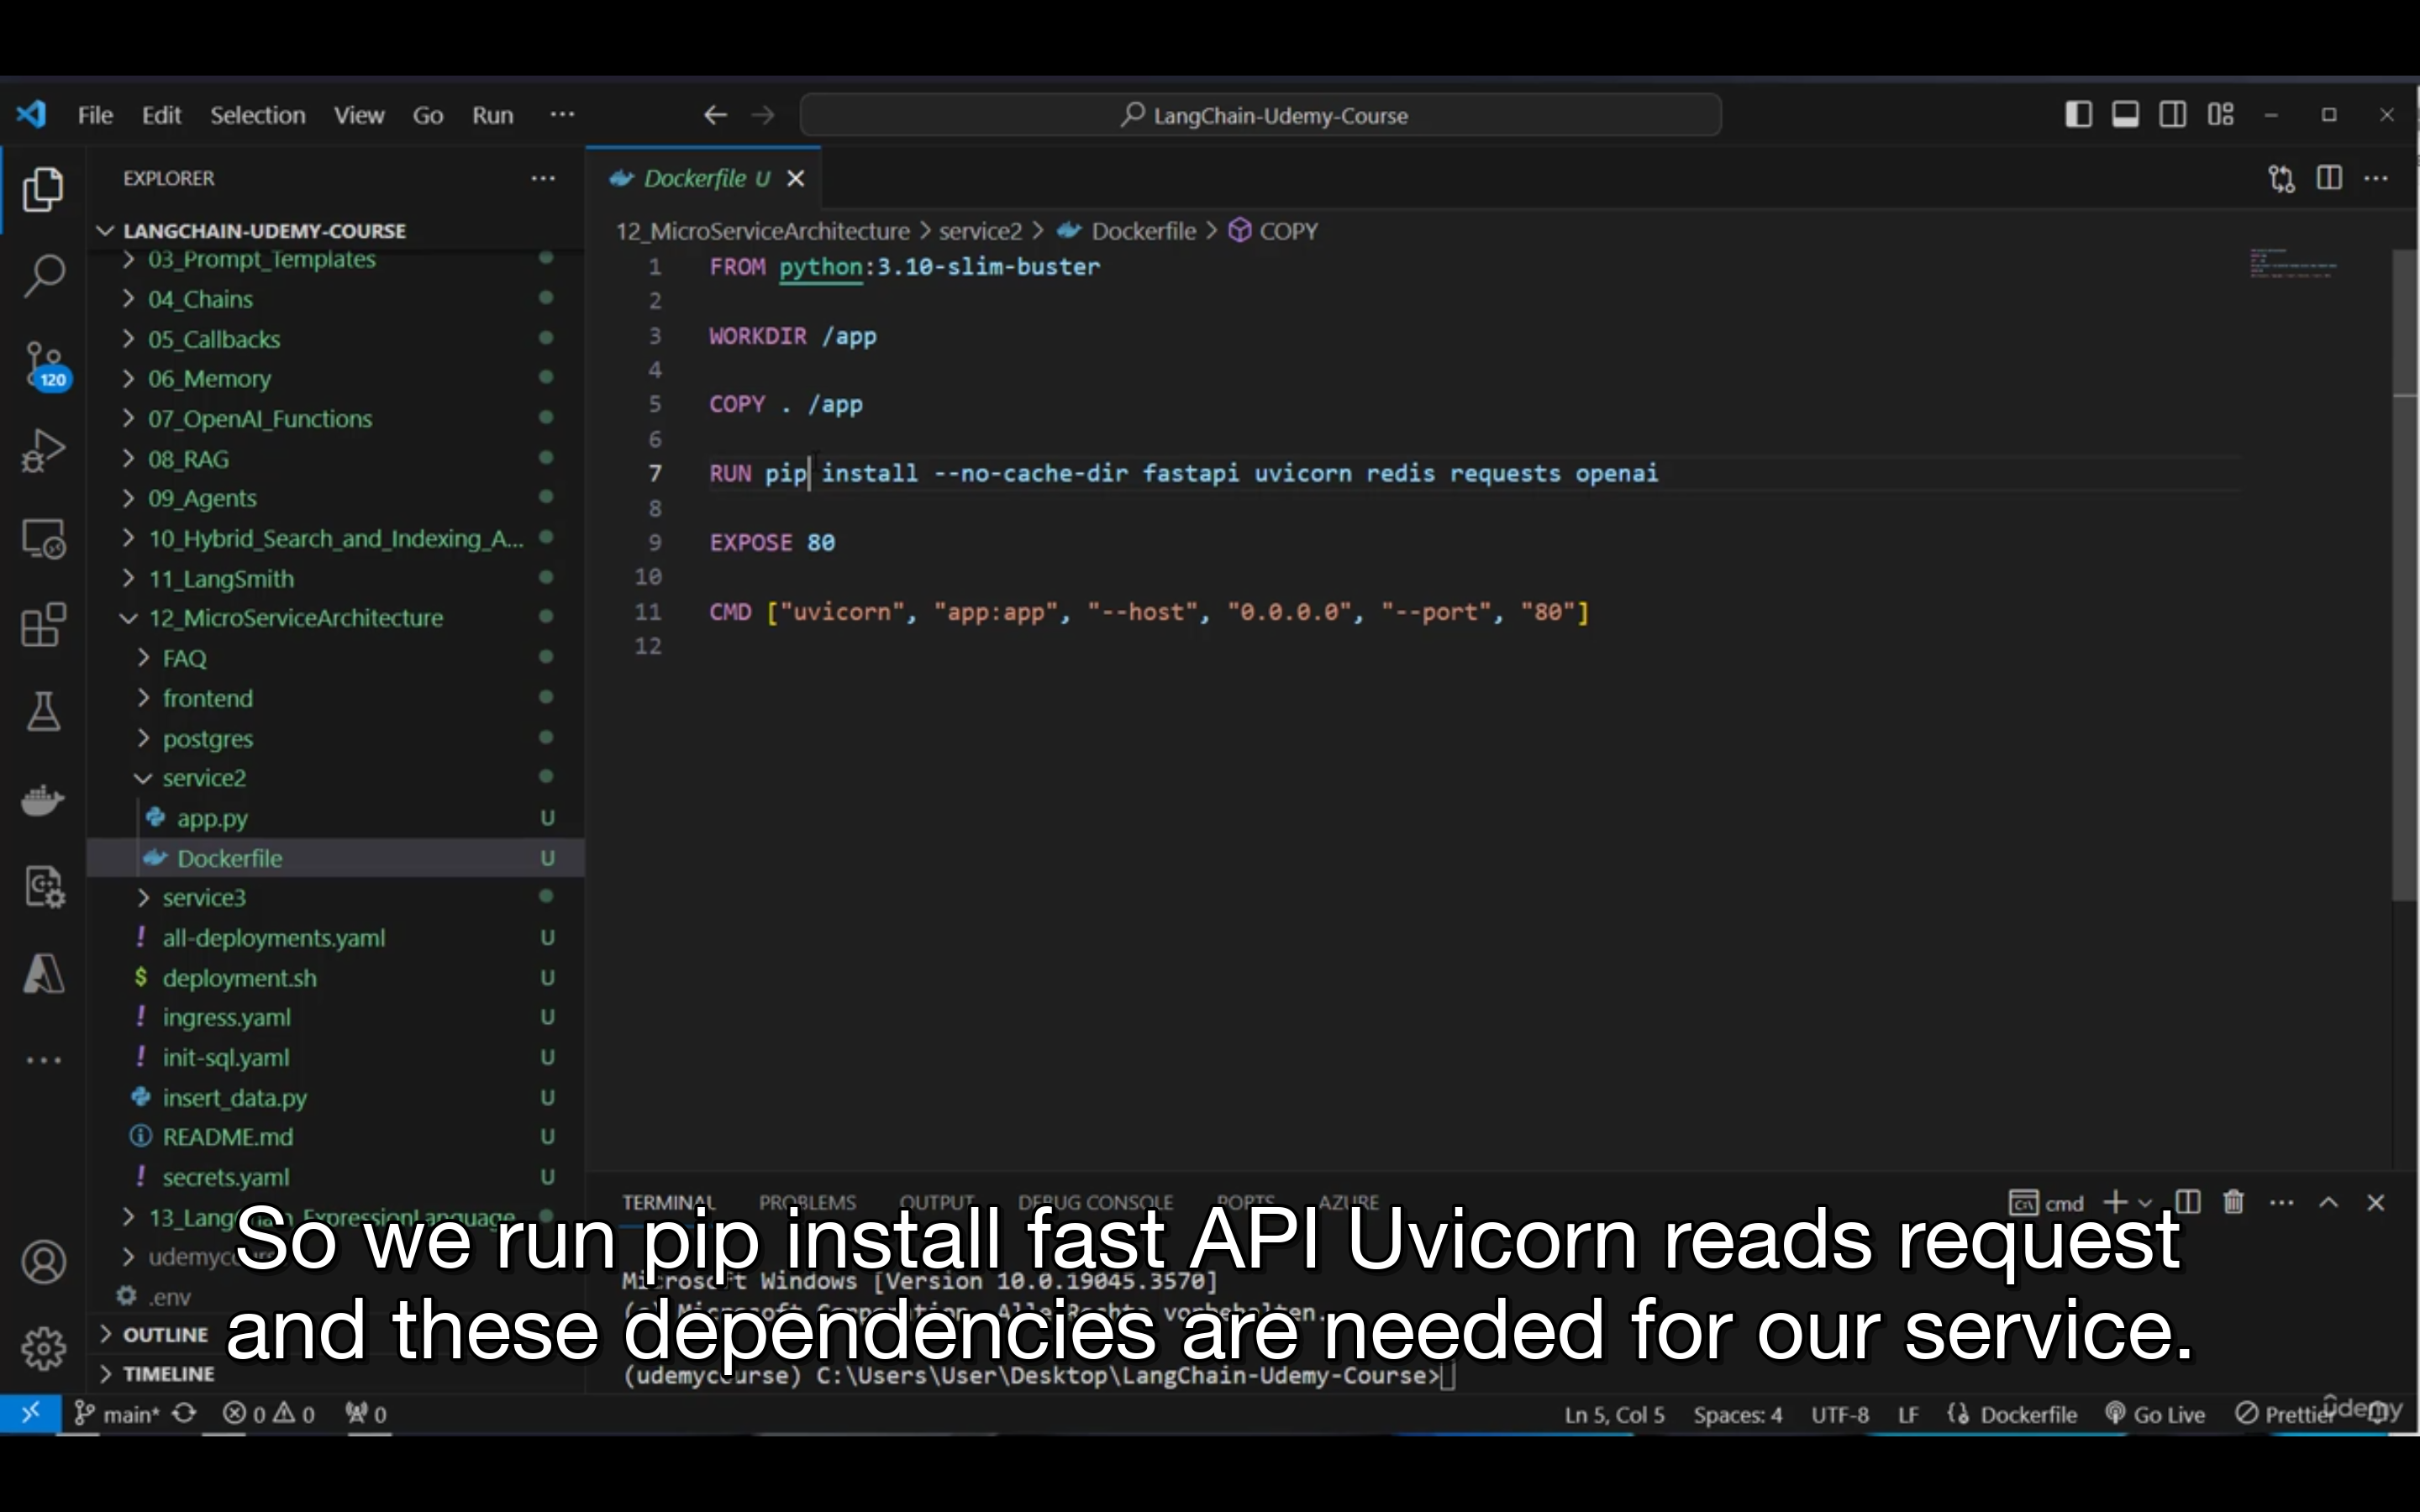 File Edit Selection View Go Run ...
LangChain-Udemy-Course
EXPLORER
LANGCHAIN-UDEMY-COURSE
03_Prompt_Templates
04_Chains
05_Callbacks
06_Memory
07_OpenAI_Functions
08_RAG
09_Agents
10_Hybrid_Search_and_Indexing_A...
11_LangSmith
12_MicroServiceArchitecture
FAQ
frontend
postgres
service2
app.py U
Dockerfile U
service3
all-deployments.yaml U
deployment.sh U
ingress.yaml U
init-sql.yaml U
insert_data.py U
README.md U
secrets.yaml U
13_LangChain_ExpressionLanguage
.env
OUTLINE
TIMELINE
120
Dockerfile U
12_MicroServiceArchitecture > service2 > Dockerfile > COPY
1 FROM python:3.10-slim-buster
2
3 WORKDIR /app
4
5 COPY . /app
6
7 RUN pip install --no-cache-dir fastapi uvicorn redis requests openai
8
9 EXPOSE 80
10
11 CMD ["uvicorn", "app:app", "--host", "0.0.0.0", "--port", "80"]
12
TERMINAL PROBLEMS OUTPUT DEBUG CONSOLE PORTS AZURE
cmd
Microsoft Windows [Version 10.0.19045.3570]
(c) Microsoft Corporation. Alle Rechte vorbehalten.
(udemycourse) C:\Users\User\Desktop\LangChain-Udemy-Course>
So we run pip install fast API Uvicorn reads request
and these dependencies are needed for our service.
main* 0 0 0
Ln 5, Col 5 Spaces: 4 UTF-8 LF Dockerfile Go Live Prettier
udemy